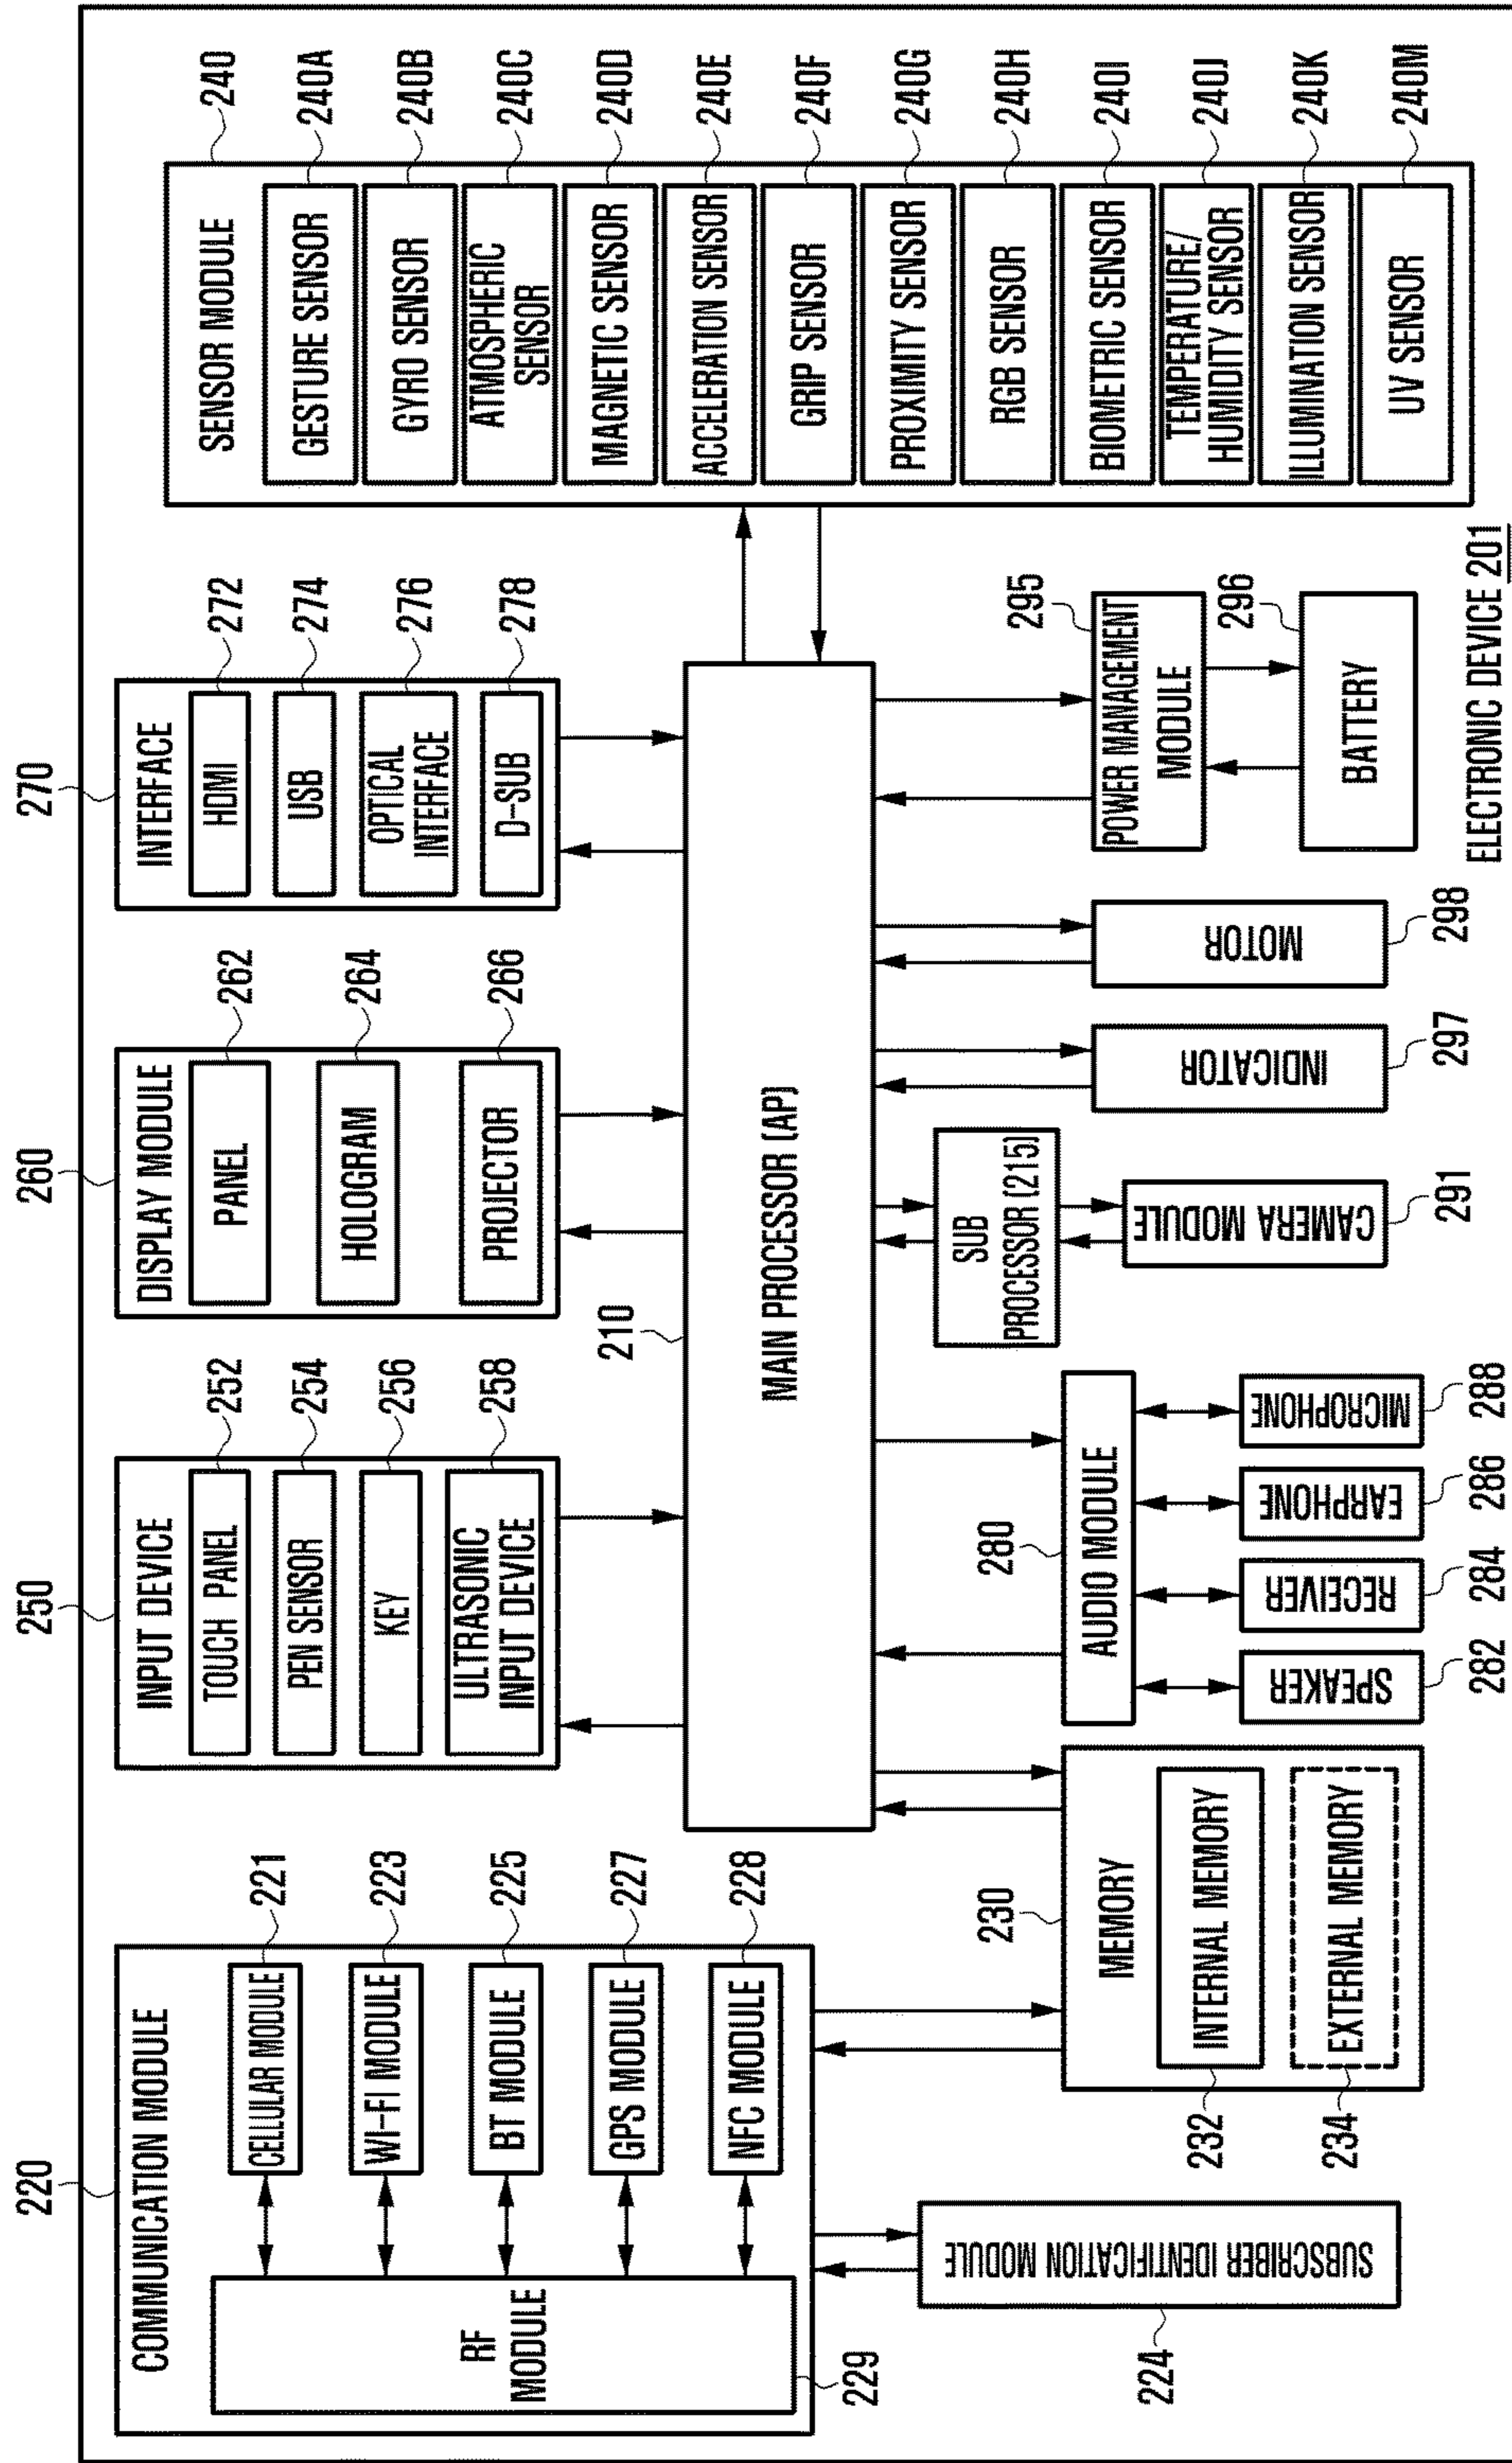 220
COMMUNICATION MODULE
RF
MODULE
229
CELLULAR MODULE
221
WI-FI MODULE
223
BT MODULE
225
GPS MODULE
227
NFC MODULE
228
SUBSCRIBER IDENTIFICATION MODULE
224
250
INPUT DEVICE
TOUCH PANEL
252
PEN SENSOR
254
KEY
256
ULTRASONIC
INPUT DEVICE
258
260
DISPLAY MODULE
PANEL
262
HOLOGRAM
264
PROJECTOR
266
270
INTERFACE
HDMI
272
USB
274
OPTICAL
INTERFACE
276
D-SUB
278
240
SENSOR MODULE
GESTURE SENSOR
240A
GYRO SENSOR
240B
ATMOSPHERIC
SENSOR
240C
MAGNETIC SENSOR
240D
ACCELERATION SENSOR
240E
GRIP SENSOR
240F
PROXIMITY SENSOR
240G
RGB SENSOR
240H
BIOMETRIC SENSOR
240I
TEMPERATURE/
HUMIDITY SENSOR
240J
ILLUMINATION SENSOR
240K
UV SENSOR
240M
210
MAIN PROCESSOR (AP)
230
MEMORY
INTERNAL MEMORY
232
EXTERNAL MEMORY
234
280
AUDIO MODULE
SPEAKER
282
RECEIVER
284
EARPHONE
286
MICROPHONE
288
SUB
PROCESSOR (215)
CAMERA MODULE
291
INDICATOR
297
MOTOR
298
295
POWER MANAGEMENT
MODULE
296
BATTERY
ELECTRONIC DEVICE 201